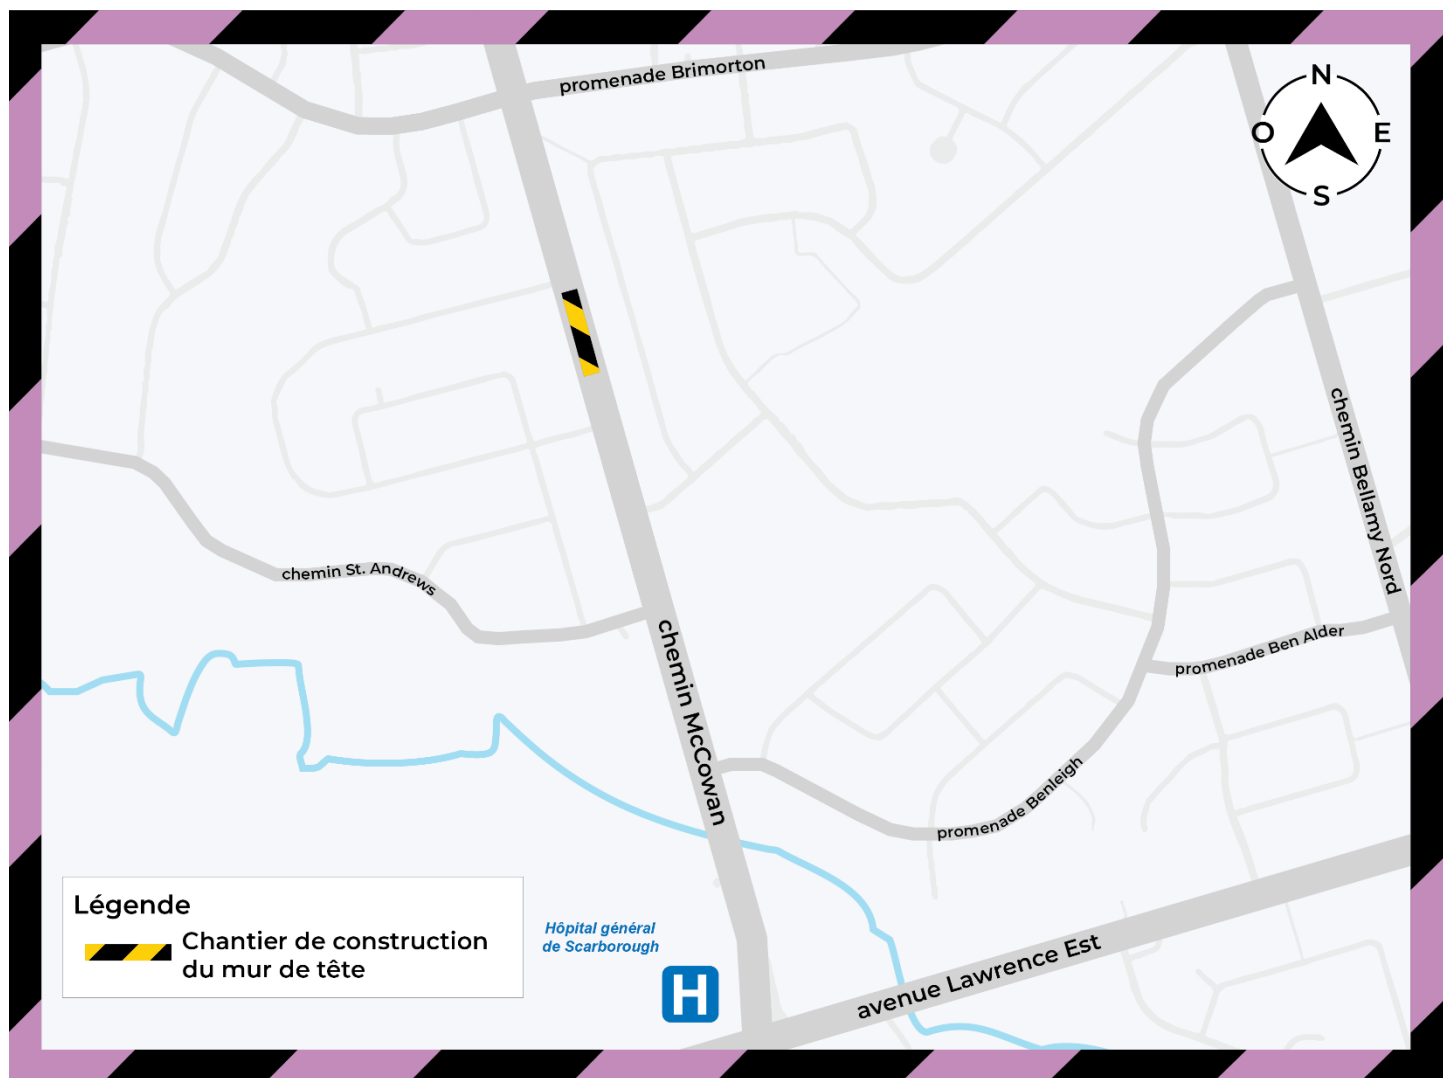 promenade Brimorton
N
O
E
S
chemin Bellamy Nord
chemin St. Andrews
chemin McCowan
promenade Ben Alder
promenade Benleigh
Légende
Chantier de construction
du mur de tête
Hôpital général
de Scarborough
H
avenue Lawrence Est